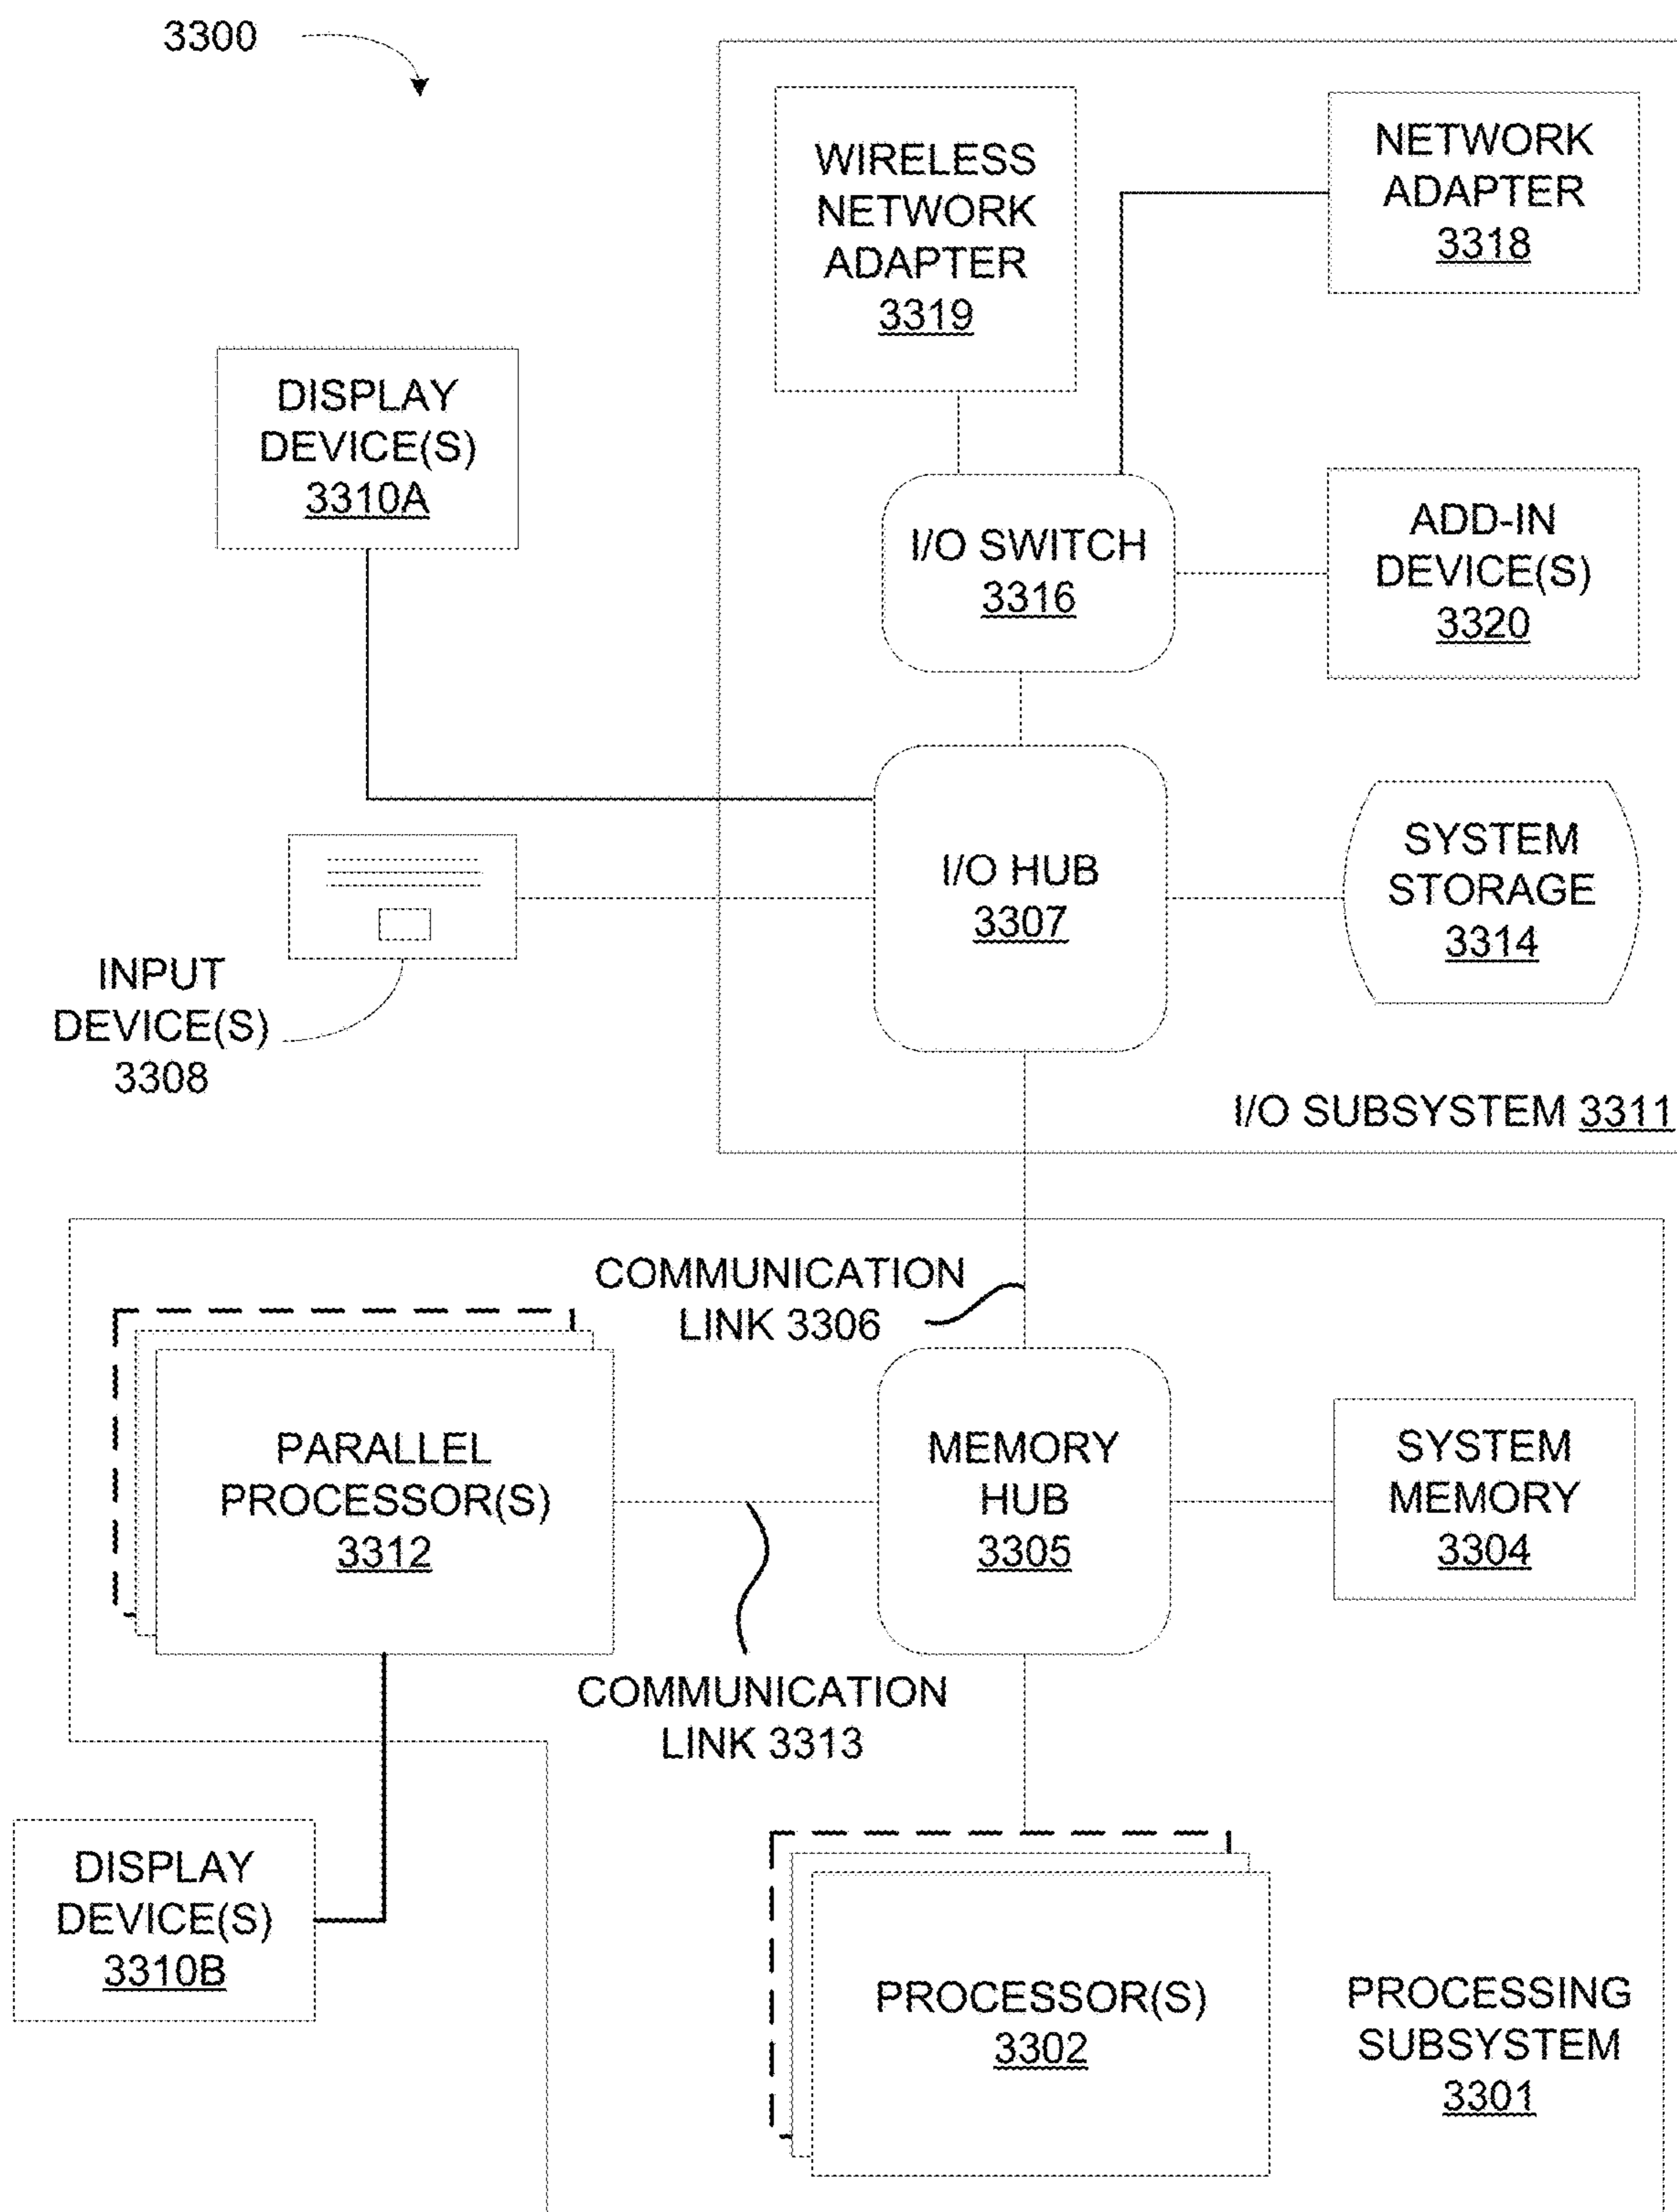 3300
WIRELESS
NETWORK
ADAPTER
3319
NETWORK
ADAPTER
3318
DISPLAY
DEVICE(S)
3310A
I/O SWITCH
3316
ADD-IN
DEVICE(S)
3320
I/O HUB
3307
SYSTEM
STORAGE
3314
INPUT
DEVICE(S)
3308
I/O SUBSYSTEM 3311
COMMUNICATION
LINK 3306
PARALLEL
PROCESSOR(S)
3312
MEMORY
HUB
3305
SYSTEM
MEMORY
3304
COMMUNICATION
LINK 3313
DISPLAY
DEVICE(S)
3310B
PROCESSOR(S)
3302
PROCESSING
SUBSYSTEM
3301